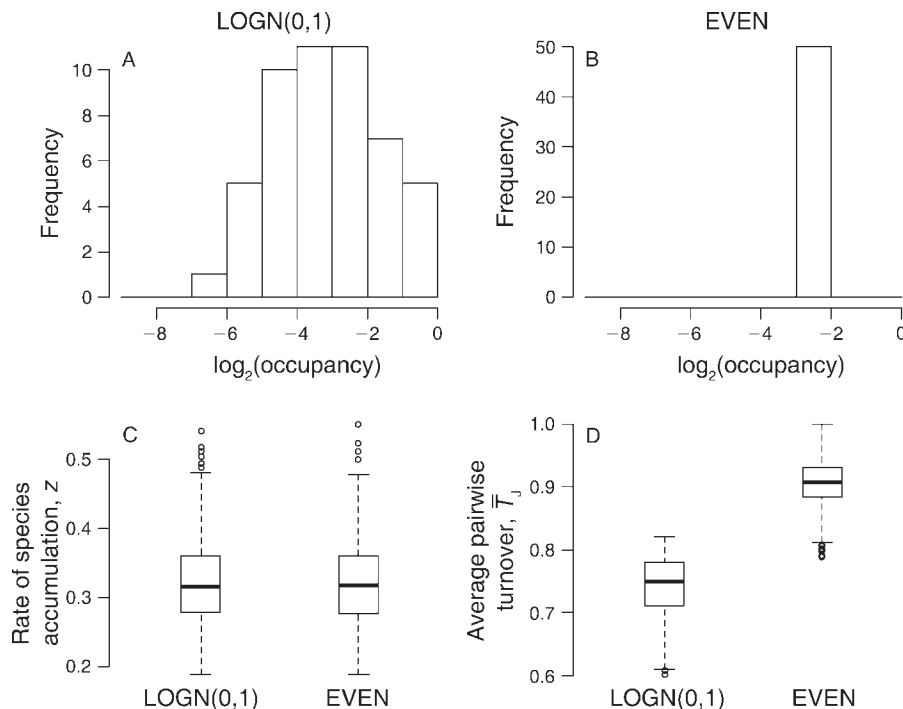 LOGN(0,1)
A
Frequency
10
8
6
4
2
0
−8 −6 −4 −2 0
log₂(occupancy)
EVEN
B
Frequency
50
40
30
20
10
0
−8 −6 −4 −2 0
log₂(occupancy)
C
Rate of species
accumulation, z
0.5
0.4
0.3
0.2
LOGN(0,1) EVEN
D
Average pairwise
turnover, T̅_J
1.0
0.9
0.8
0.7
0.6
LOGN(0,1) EVEN